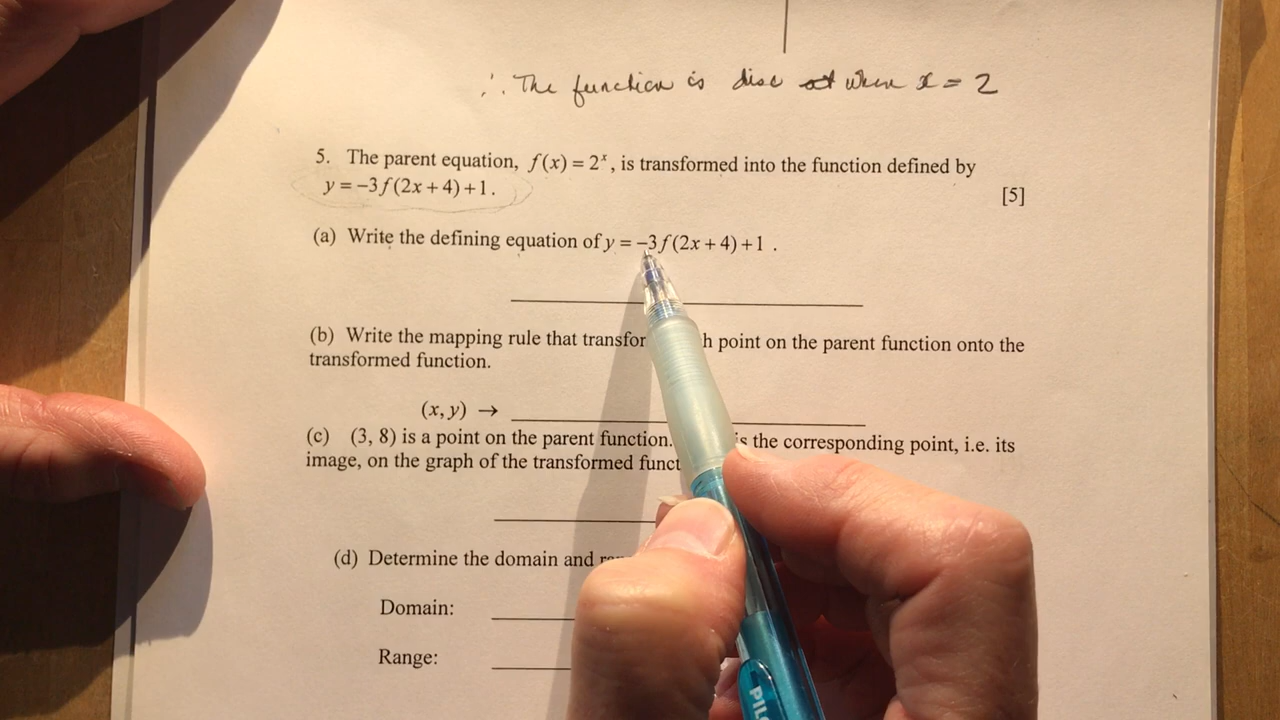 ∴ The function is disc at when x = 2
5. The parent equation, f(x) = 2ˣ, is transformed into the function defined by
y = −3f(2x + 4) + 1.
[5]
(a) Write the defining equation of y = −3f(2x + 4) + 1 .
(b) Write the mapping rule that transfor h point on the parent function onto the
transformed function.
(x, y) →
(c) (3, 8) is a point on the parent function. is the corresponding point, i.e. its
image, on the graph of the transformed funct
(d) Determine the domain and
Domain:
Range: